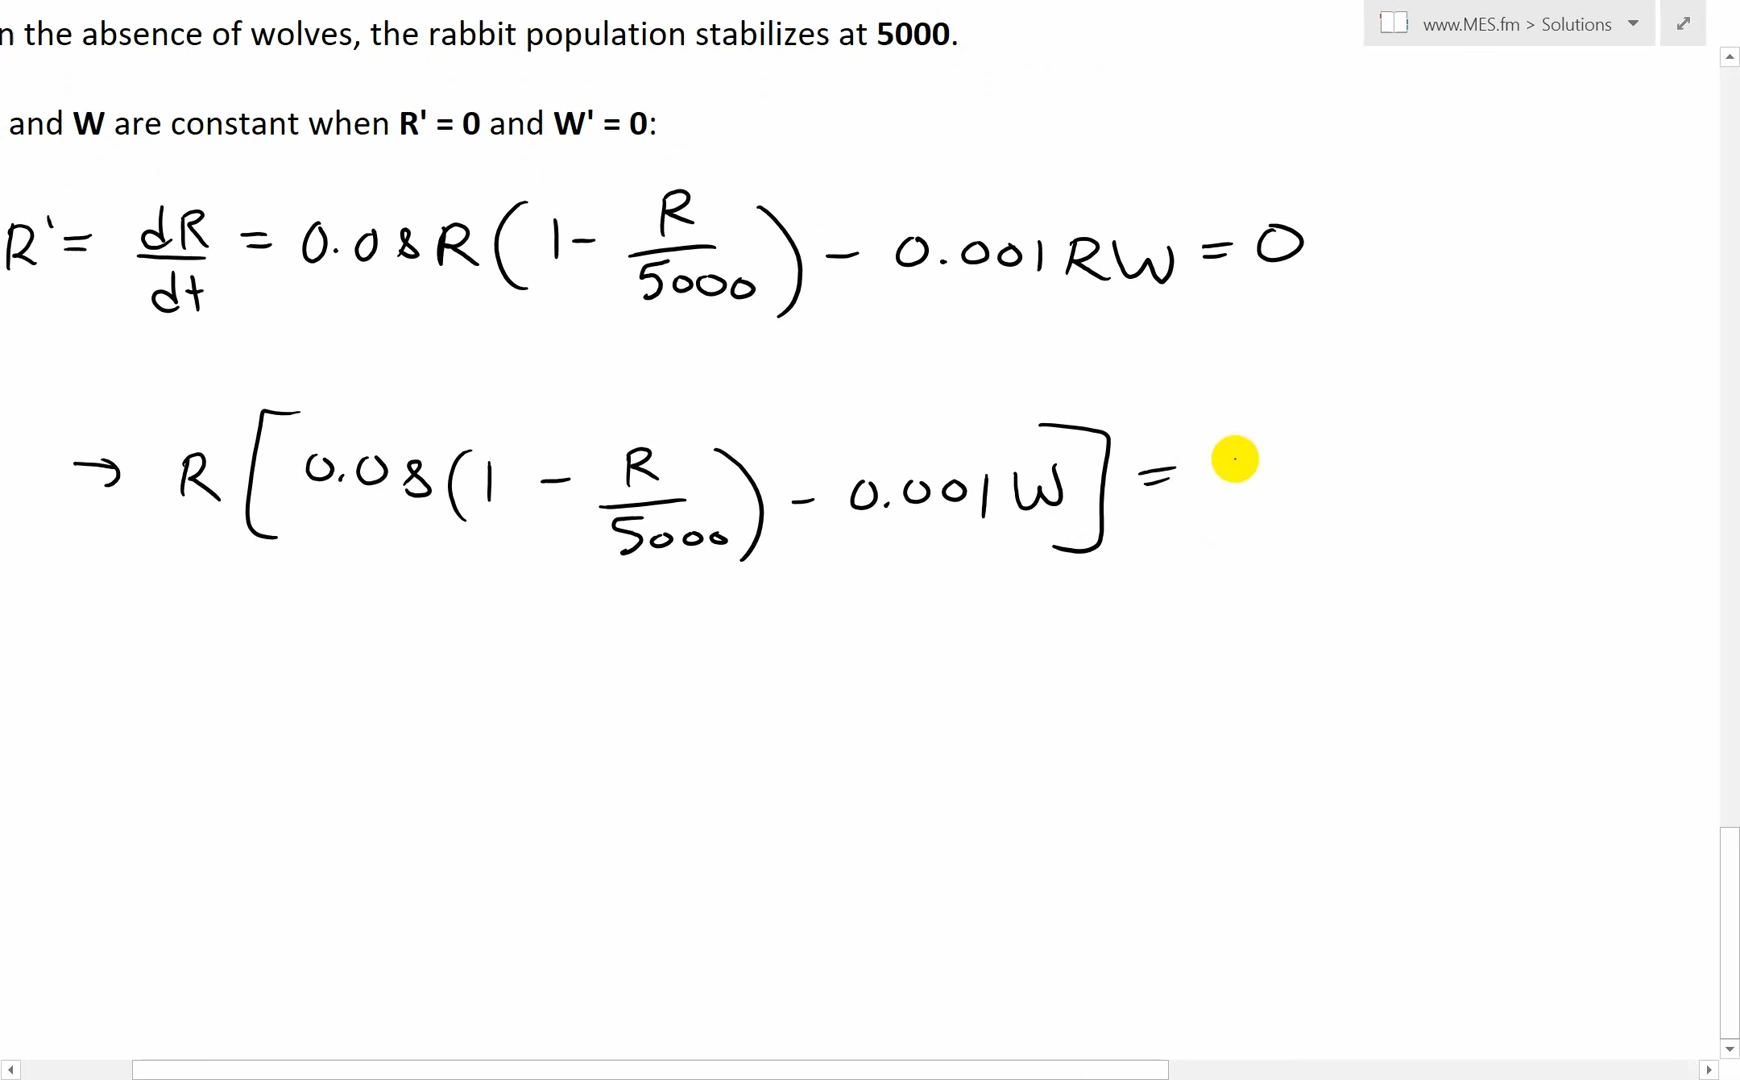 n the absence of wolves, the rabbit population stabilizes at 5000.
www.MES.fm > Solutions
and W are constant when R' = 0 and W' = 0:
R' = dR/dt = 0.08R(1 - R/5000) - 0.001RW = 0
→ R[0.08(1 - R/5000) - 0.001W] =